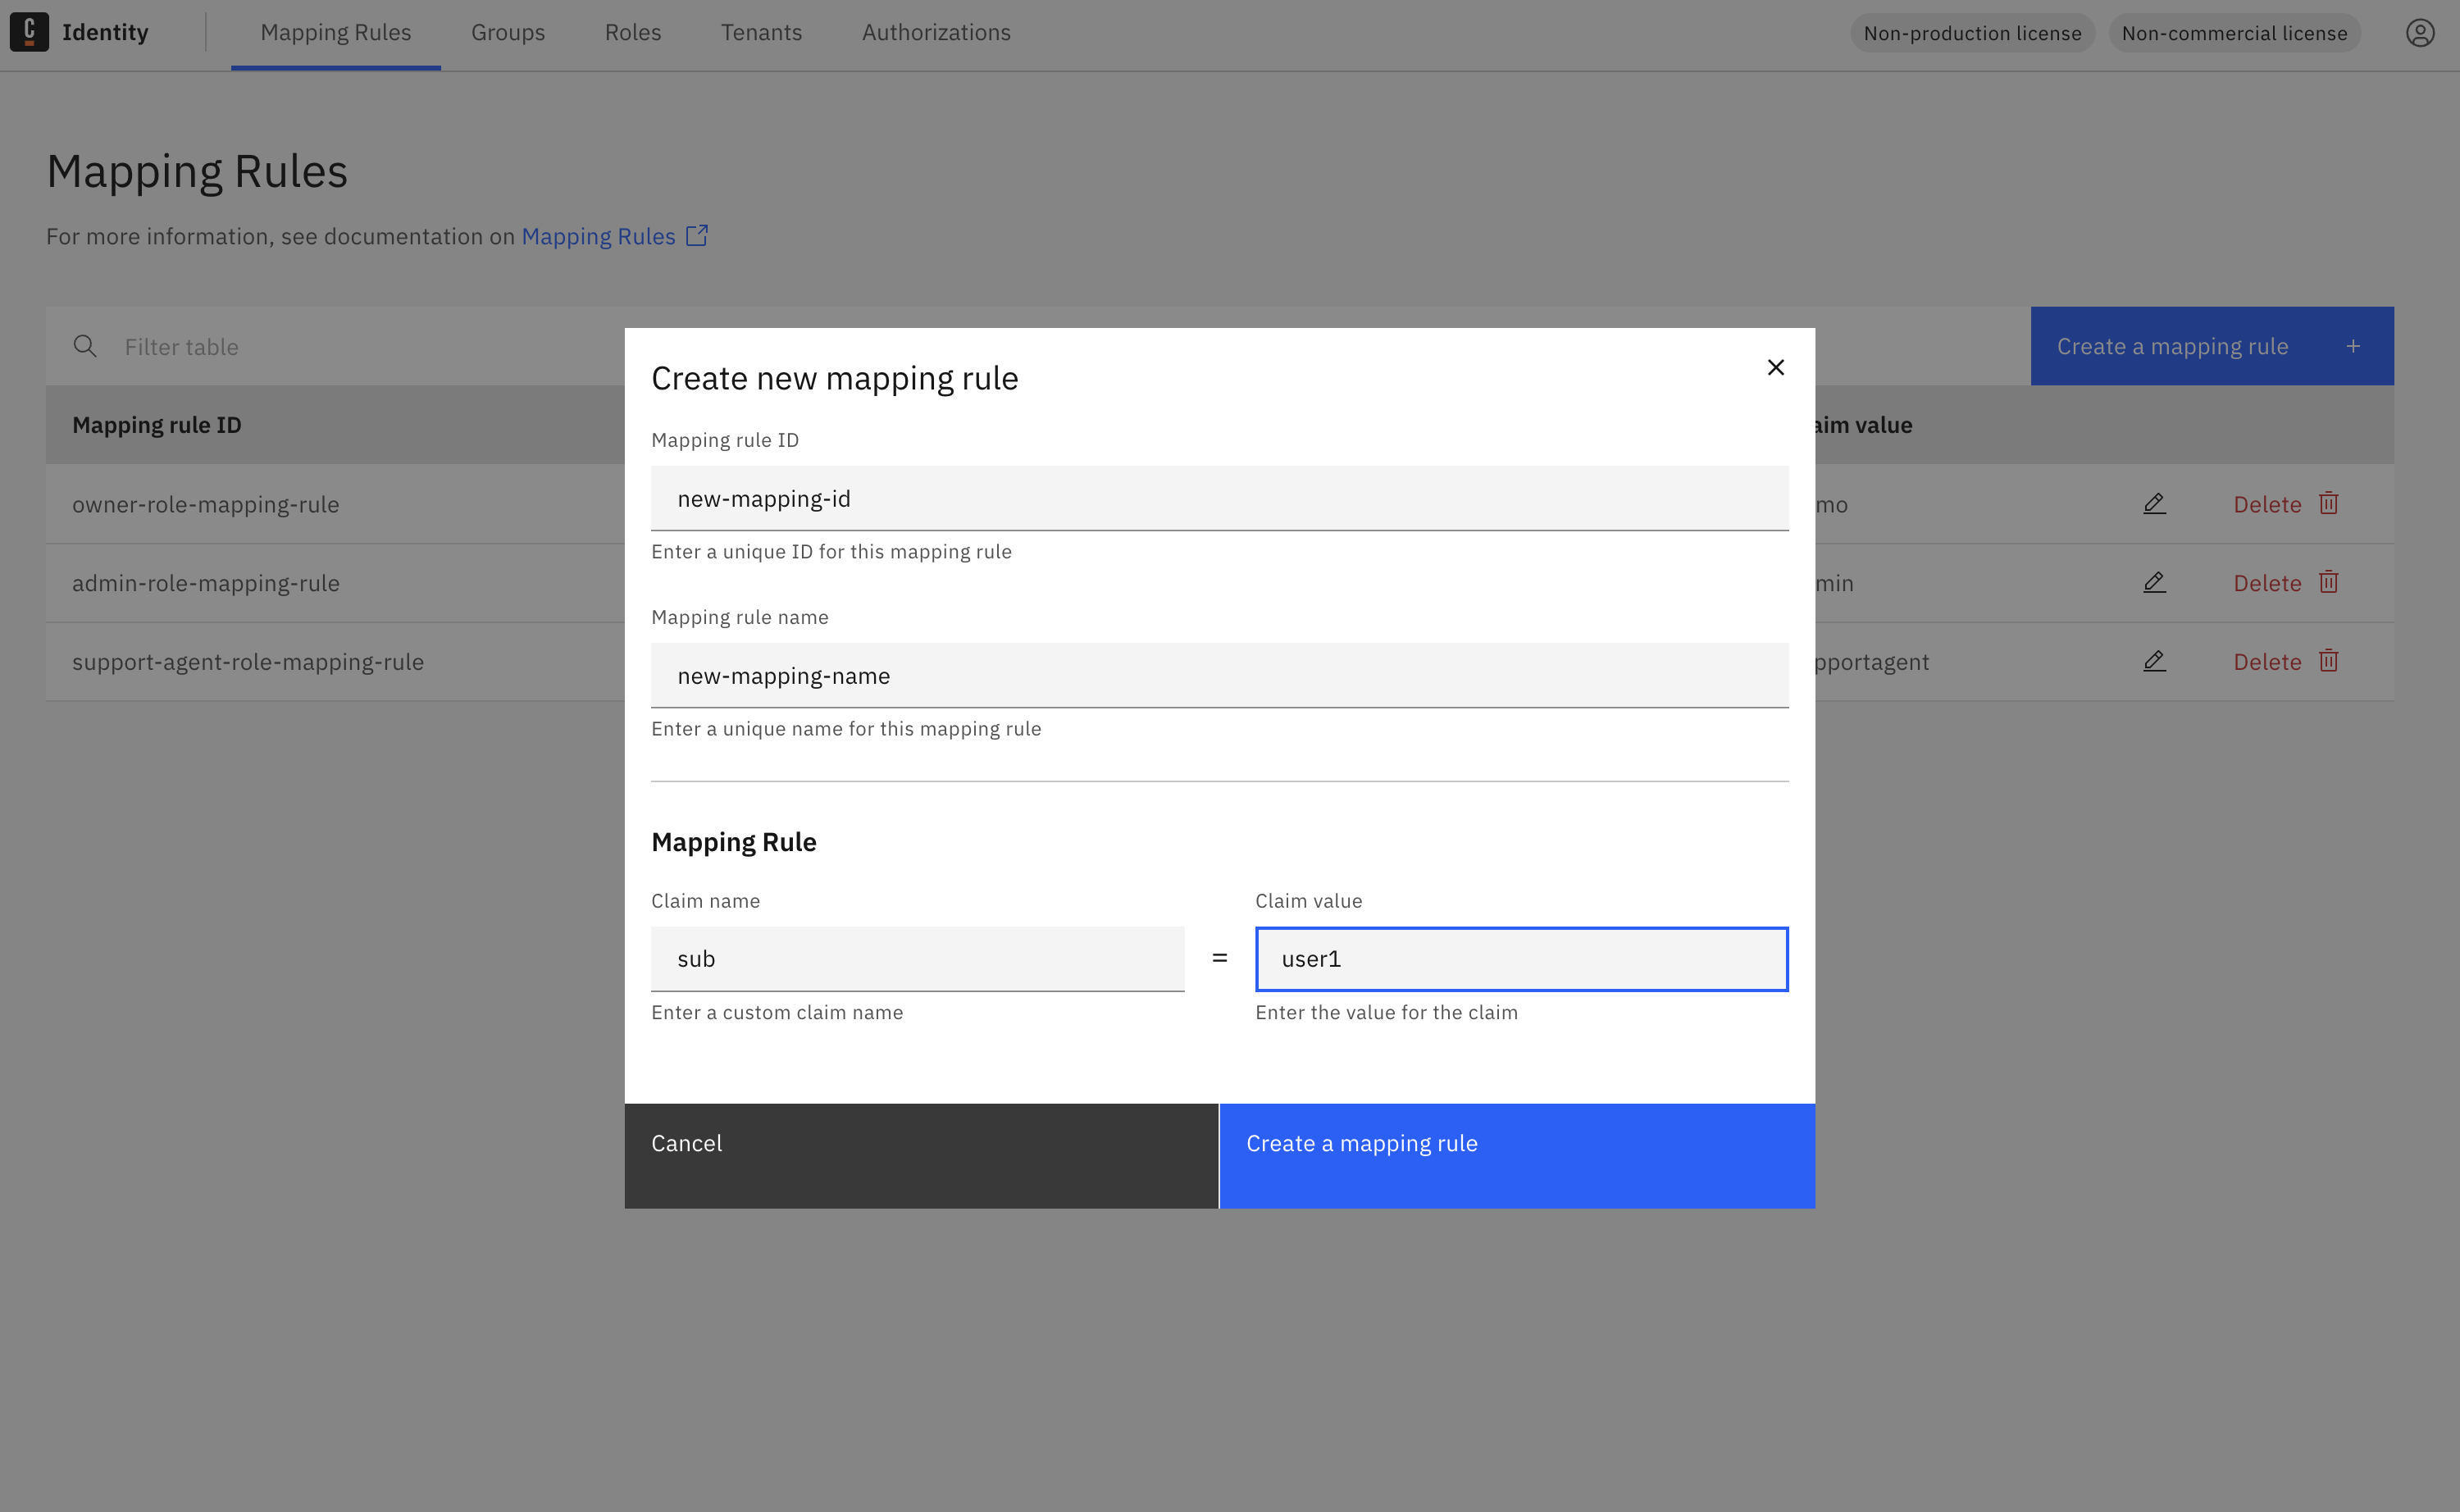 Identity Mapping Rules Groups Roles Tenants Authorizations Non-production license Non-commercial license
Mapping Rules
For more information, see documentation on Mapping Rules
Filter table
Create a mapping rule +
Mapping rule ID
owner-role-mapping-rule
Delete
admin-role-mapping-rule
Delete
support-agent-role-mapping-rule
Delete
Create new mapping rule
Mapping rule ID
new-mapping-id
Enter a unique ID for this mapping rule
Mapping rule name
new-mapping-name
Enter a unique name for this mapping rule
Mapping Rule
Claim name Claim value
sub = user1
Enter a custom claim name Enter the value for the claim
Cancel Create a mapping rule